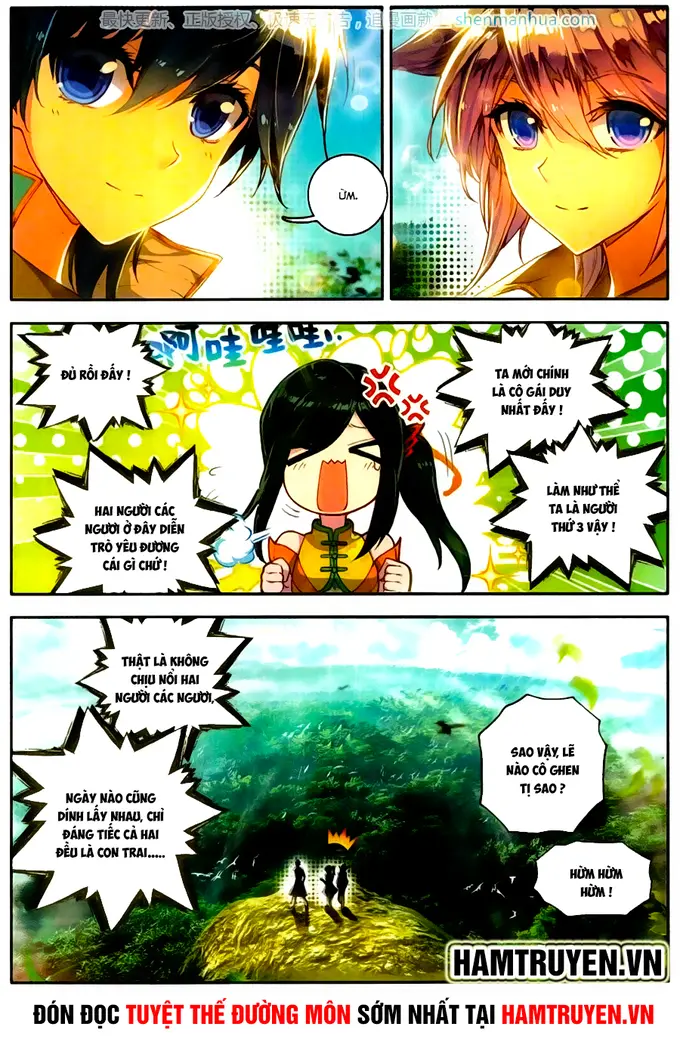 shenmanhua.com
ỪM.
啊哇哇哇!..
ĐỦ RỒI ĐẤY !
TA MỚI CHÍNH
LÀ CÔ GÁI DUY
NHẤT ĐẤY !
HAI NGƯỜI CÁC
NGƯƠI Ở ĐÂY DIỄN
TRÒ YÊU ĐƯƠNG
CÁI GÌ CHỨ !
LÀM NHƯ THỂ
TA LÀ NGƯỜI
THỨ 3 VẬY !
THẬT LÀ KHÔNG
CHỊU NỔI HAI
NGƯỜI CÁC NGƯƠI,
NGÀY NÀO CŨNG
DÍNH LẤY NHAU, CHỈ
ĐÁNG TIẾC CẢ HAI
ĐỀU LÀ CON TRAI.....
SAO VẬY, LẼ
NÀO CÔ GHEN
TỊ SAO ?
HỪM HỪM
HỪM !
HAMTRUYEN.VN
ĐÓN ĐỌC TUYỆT THẾ ĐƯỜNG MÔN SỚM NHẤT TẠI HAMTRUYEN.VN